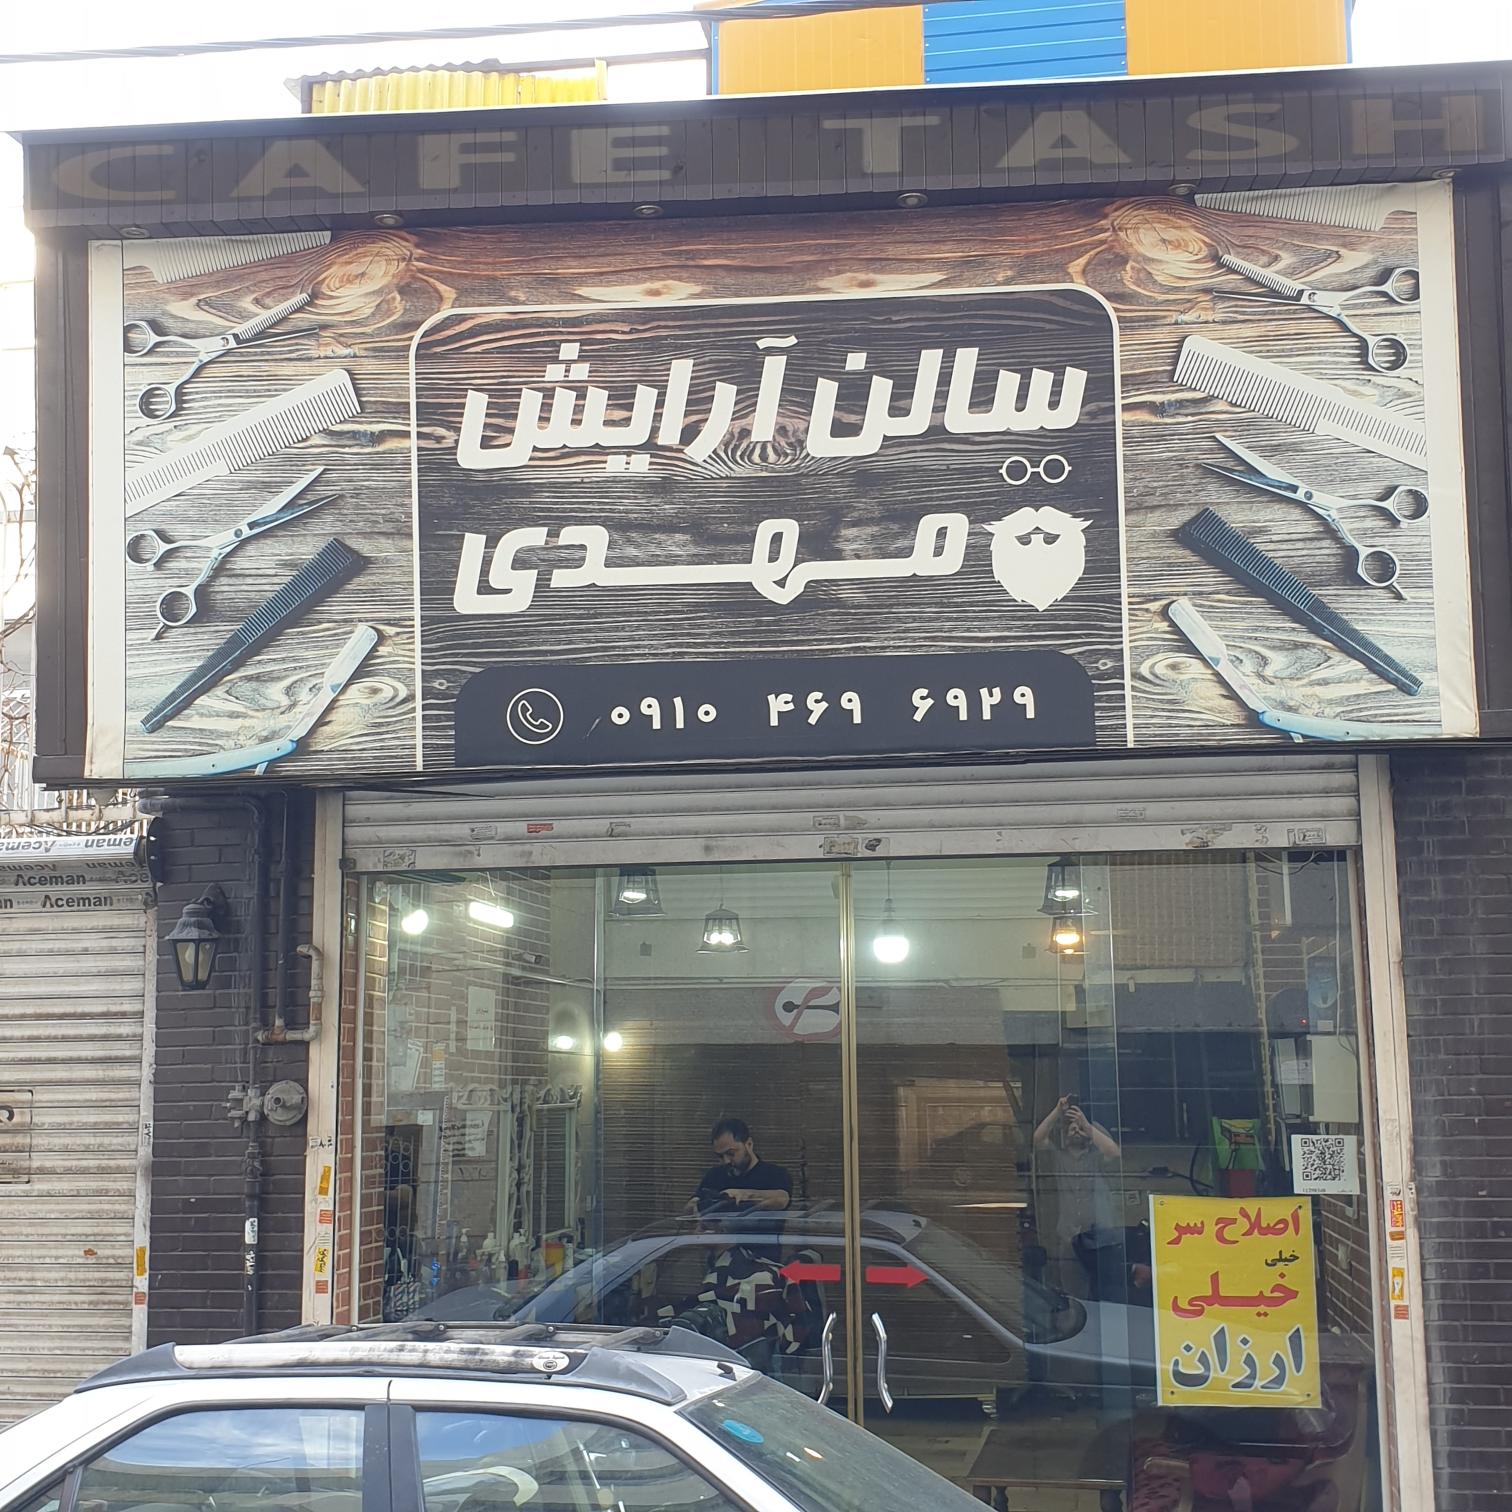 CAFE TASH
سالن آرایش
مهدی
۰۹۱۰ ۴۶۹ ۶۹۲۹
Aceman
Aceman
اصلاح سر
خیلی
خیلی
ارزان